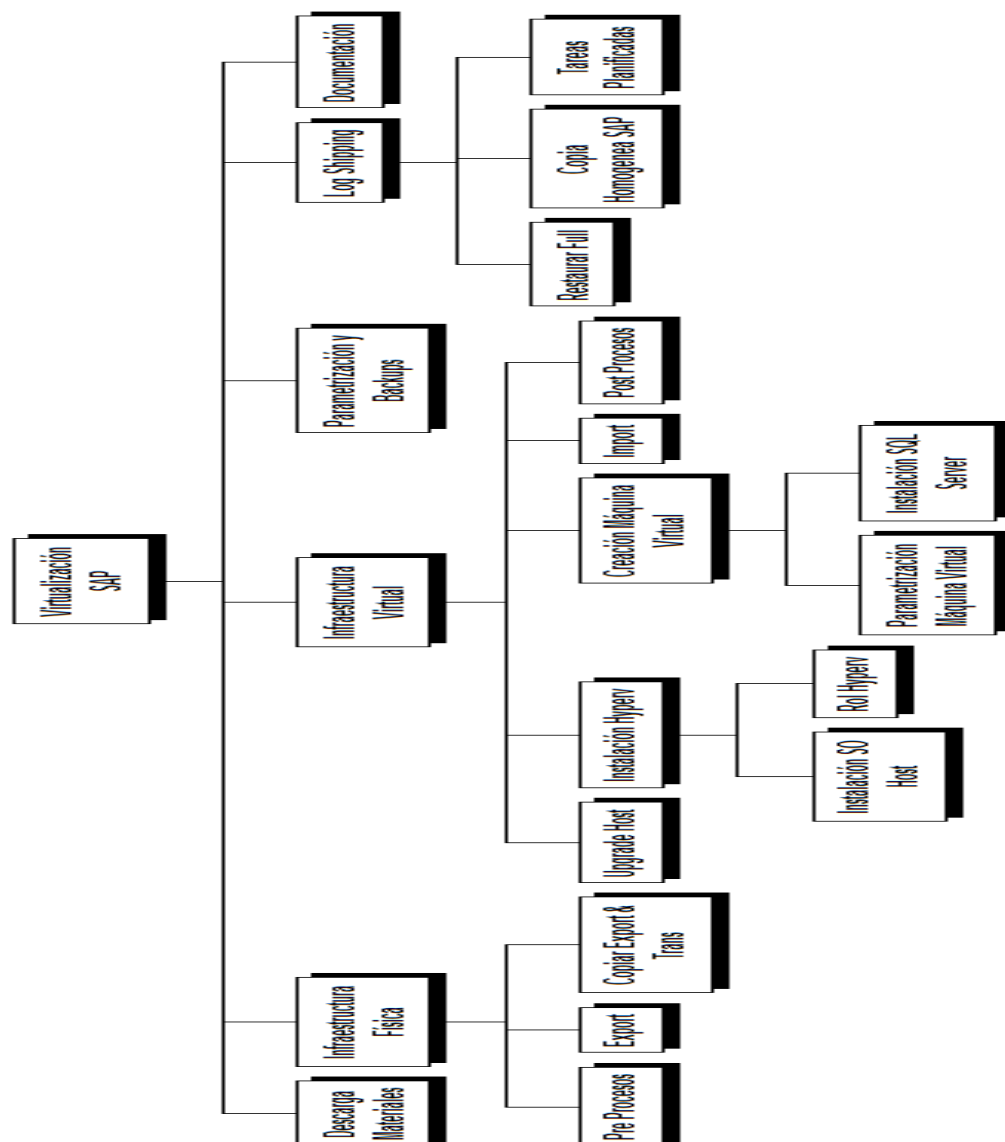 Virtualización
SAP
Descarga
Materiales
Infraestructura
Física
Infraestructura
Virtual
Parametrización y
Backups
Log Shipping
Documentación
Pre Procesos
Export
Copiar Export &
Trans
Upgrade Host
Instalación Hyperv
Creación Máquina
Virtual
Import
Post Procesos
Restaurar Full
Copia
Homogenea SAP
Tareas
Planificadas
Instalación SO
Host
Rol Hyperv
Parametrización
Máquina Virtual
Instalación SQL
Server